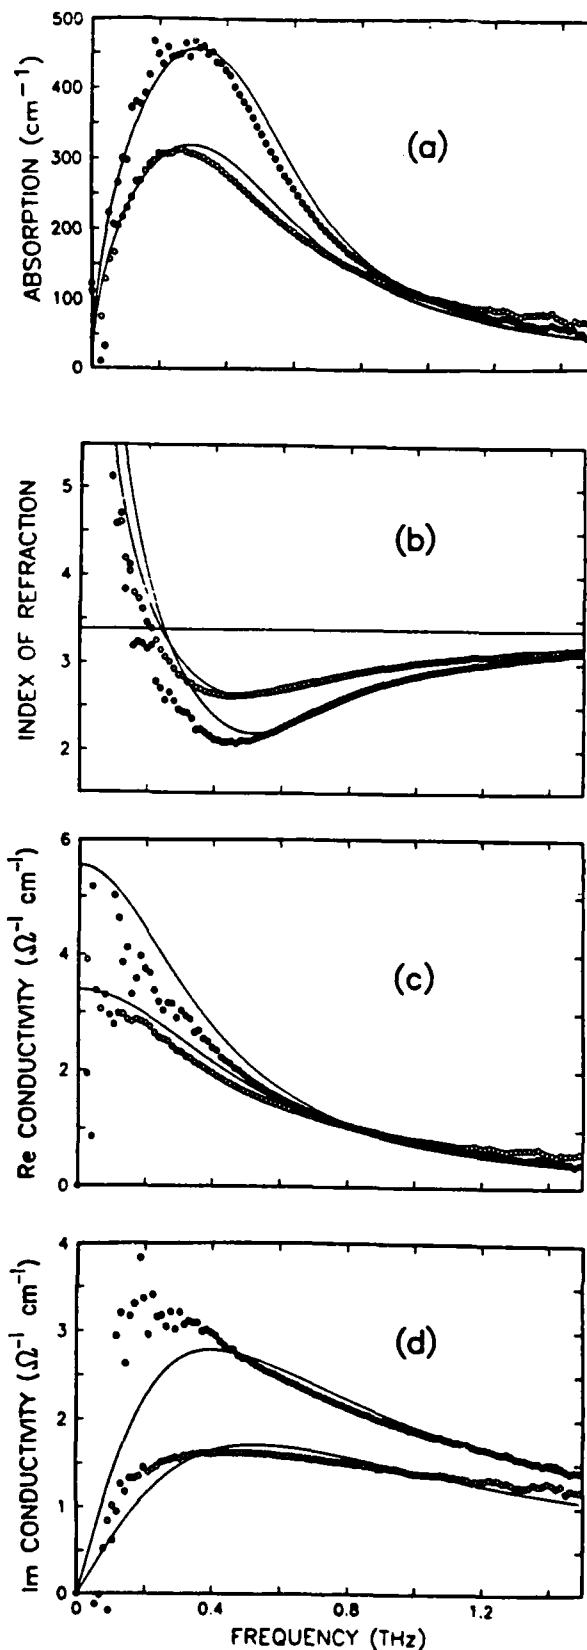 500
400
300
200
100
0
ABSORPTION (cm⁻¹)
(a)
5
4
3
2
INDEX OF REFRACTION
(b)
6
4
2
0
Re CONDUCTIVITY (Ω⁻¹ cm⁻¹)
(c)
4
3
2
1
0
Im CONDUCTIVITY (Ω⁻¹ cm⁻¹)
(d)
0
0.4
0.8
1.2
FREQUENCY (THz)